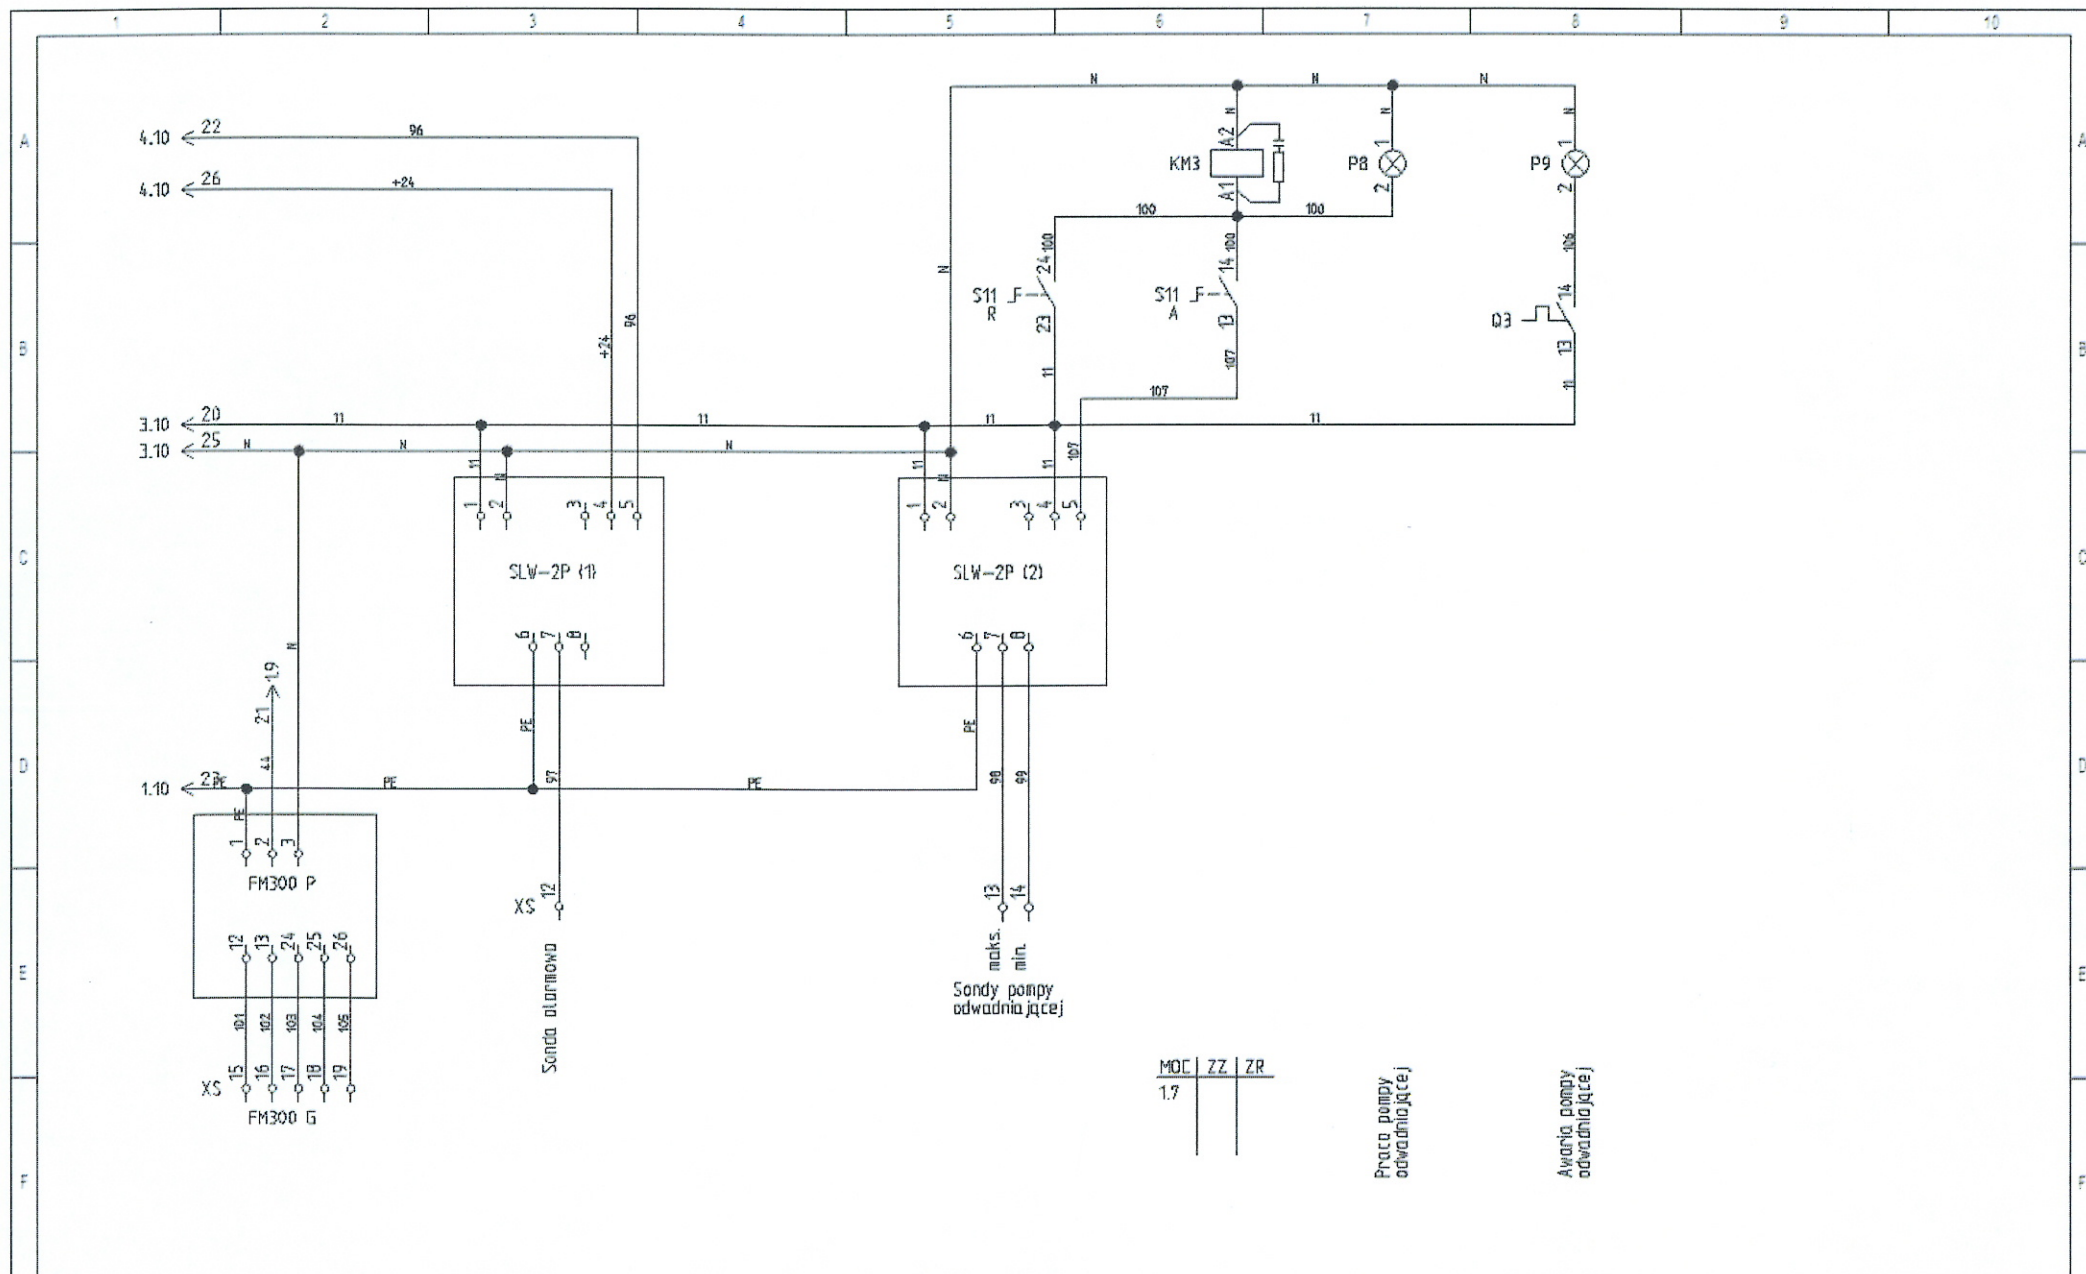 1 2 3 4 5 6 7 8 9 10
N N N
A A
4.10 22 96
N N N
A2 1 1
KM3 P8 P9
4.10 26 +24
A1 2 2
100 100
100 100 106
24 14 14
N
S11 S11
R A
Q3
96
+24
23 13 13
B B
11 107 11
107
3.10 20 11 11 11 11
3.10 25 N N N
11 N 11 N 11 107
1 2 3 4 5 1 2 3 4 5
C C
SLW-2P (1) SLW-2P (2)
6 7 8 6 7 8
N
1.9
21
PE PE
44 97 98 99
D D
1.10 23 PE PE PE
PE
1 2 3
FM300 P
XS 12 13 14
12 13 24 25 26
maks. min.
E E
Sonda alarmowa
Sondy pompy
odwadniającej
101 102 103 104 105
XS 15 16 17 18 19
FM300 G
MOC ZZ ZR
1.7
Praca pompy
odwadniającej
Awaria pompy
odwadniającej
F F